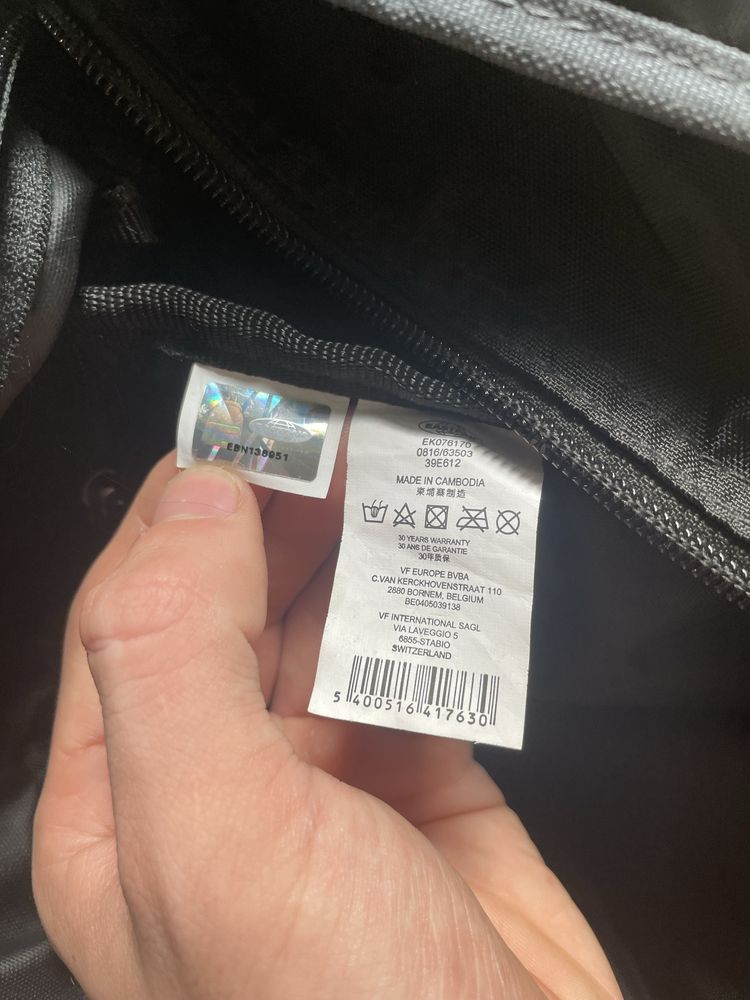 EBN136951
EK076170
0816/63503
39E612
MADE IN CAMBODIA
柬埔寨制造
30 YEARS WARRANTY
30 ANS DE GARANTIE
30年质保
VF EUROPE BVBA
C.VAN KERCKHOVENSTRAAT 110
2880 BORNEM, BELGIUM
BE0405039138
VF INTERNATIONAL SAGL
VIA LAVEGGIO 5
6855-STABIO
SWITZERLAND
5 400516 417630